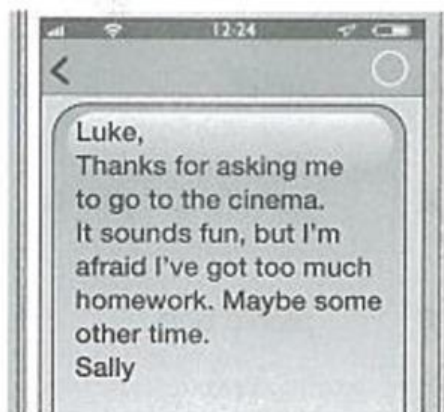 12:24
Luke,
Thanks for asking me
to go to the cinema.
It sounds fun, but I'm
afraid I've got too much
homework. Maybe some
other time.
Sally